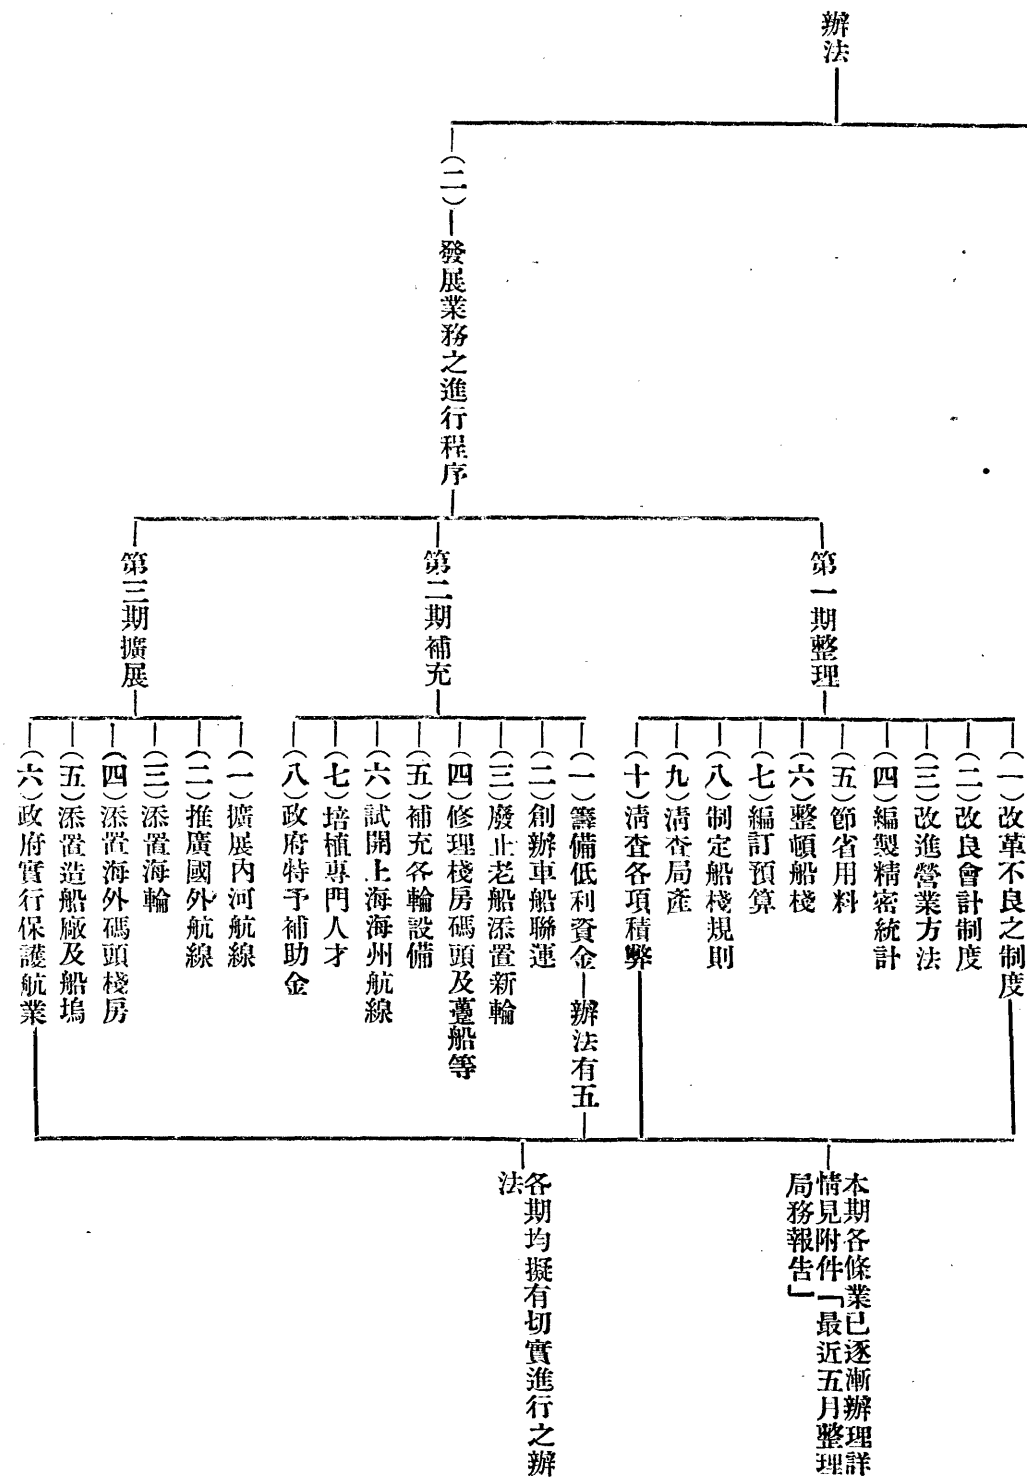 辦法
（二）發展業務之進行程序
第一期整理
（一）改革不良之制度
（二）改良會計制度
（三）改進營業方法
（四）編製精密統計
（五）節省用料
（六）整頓船棧
（七）編訂預算
（八）制定船棧規則
（九）清查局產
（十）清查各項積弊
本期各條業已逐漸辦理詳
情見附件「最近五月整理
局務報告」
第二期補充
（一）籌備低利資金
辦法有五
（二）創辦車船聯運
（三）廢止老船添置新輪
（四）修理棧房碼頭及躉船等
（五）補充各輪設備
（六）試開上海海州航線
（七）培植專門人才
（八）政府特予補助金
第三期擴展
（一）擴展內河航線
（二）推廣國外航線
（三）添置海輪
（四）添置海外碼頭棧房
（五）添置造船廠及船塢
（六）政府實行保護航業
各期均擬有切實進行之辦
法